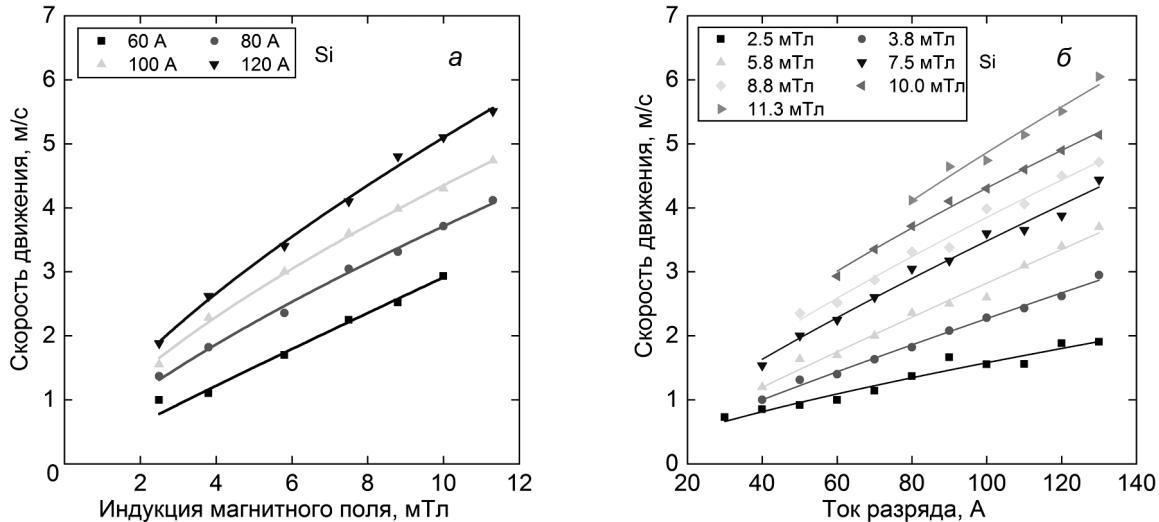 7
6
5
4
3
2
1
0
60 А 80 А
100 А 120 А
Si
а
Скорость движения, м/с
0 2 4 6 8 10 12
Индукция магнитного поля, мТл
7
6
5
4
3
2
1
0
2.5 мТл 3.8 мТл
5.8 мТл 7.5 мТл
8.8 мТл 10.0 мТл
11.3 мТл
Si
б
Скорость движения, м/с
20 40 60 80 100 120 140
Ток разряда, А